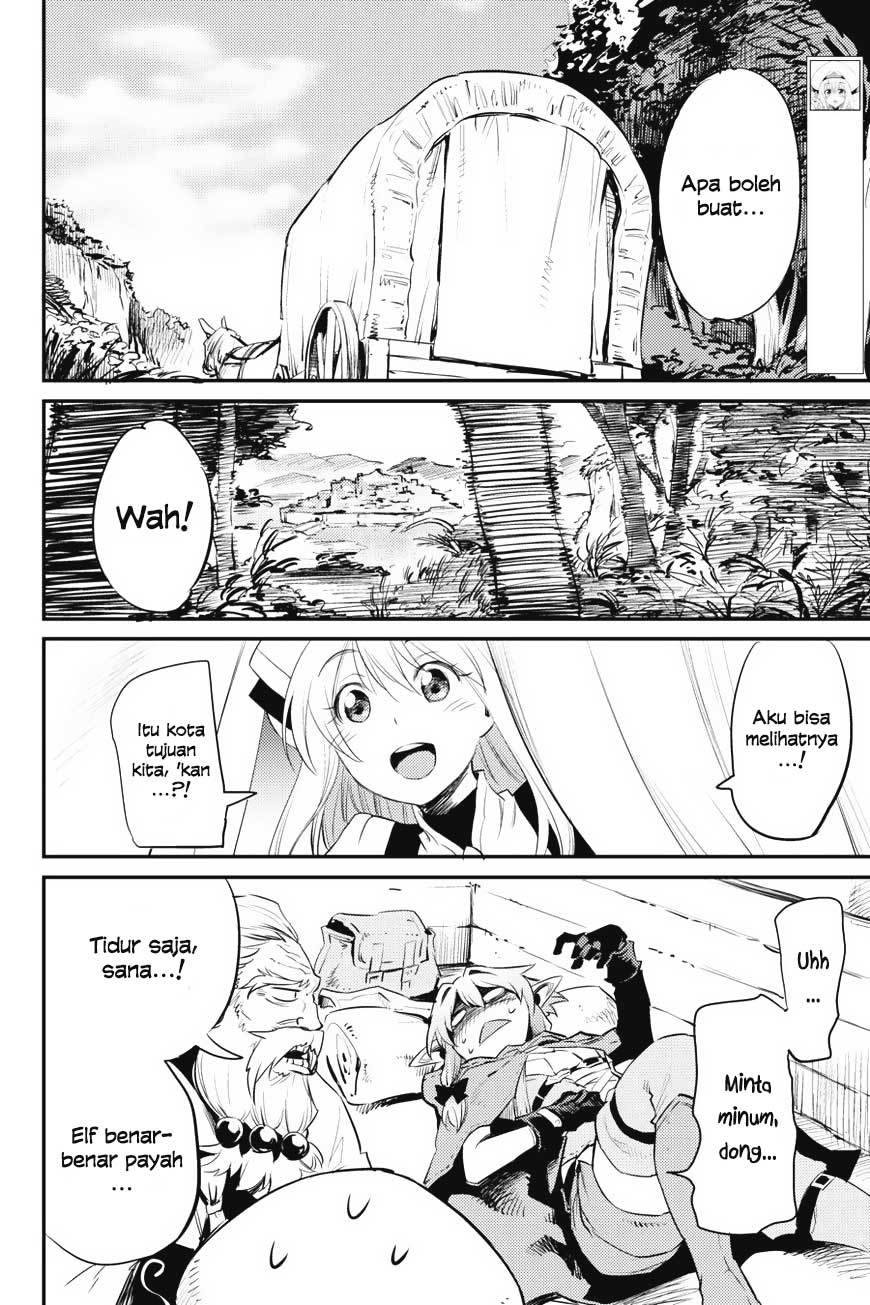 Apa boleh
buat...
Wah!
Aku bisa
melihatnya
...!
Itu kota
tujuan
kita, 'kan
...?!
Uhh
...
Minta
minum,
dong...
Tidur saja,
sana...!
Elf benar-
benar payah
...